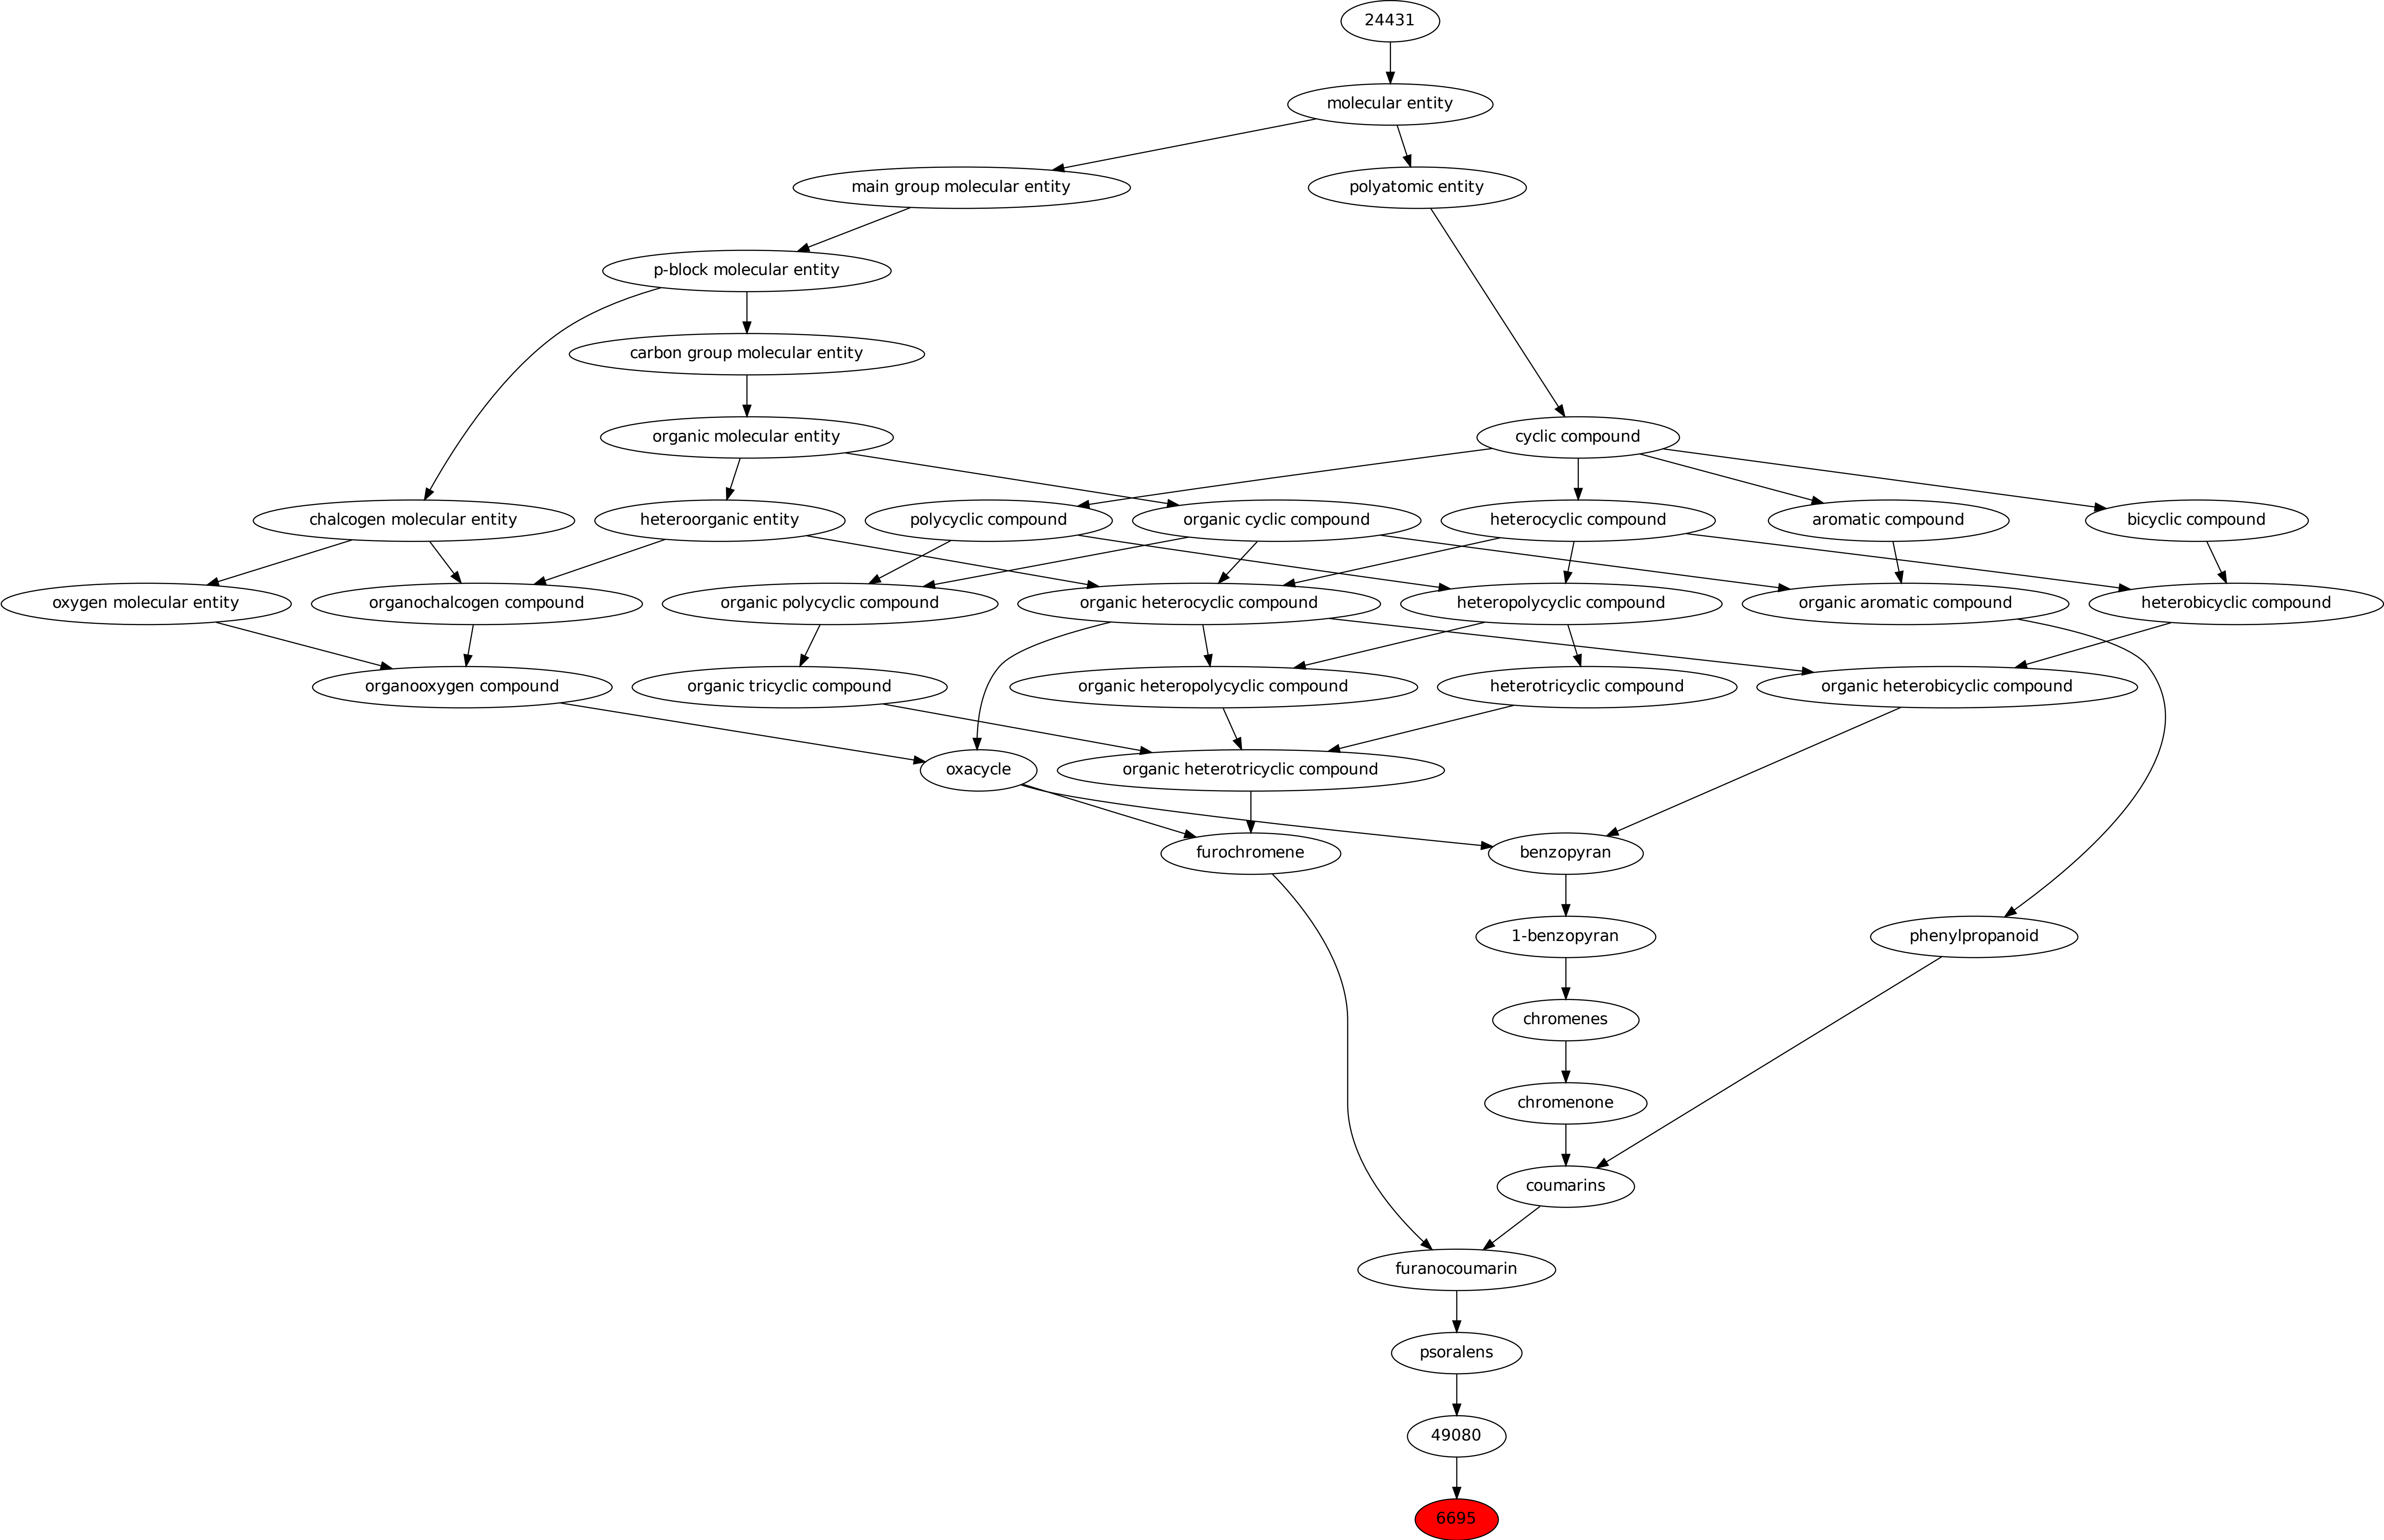 24431
molecular entity
main group molecular entity
polyatomic entity
p-block molecular entity
carbon group molecular entity
organic molecular entity
cyclic compound
chalcogen molecular entity
heteroorganic entity
polycyclic compound
organic cyclic compound
heterocyclic compound
aromatic compound
bicyclic compound
oxygen molecular entity
organochalcogen compound
organic polycyclic compound
organic heterocyclic compound
heteropolycyclic compound
organic aromatic compound
heterobicyclic compound
organooxygen compound
organic tricyclic compound
organic heteropolycyclic compound
heterotricyclic compound
organic heterobicyclic compound
oxacycle
organic heterotricyclic compound
furochromene
benzopyran
1-benzopyran
phenylpropanoid
chromenes
chromenone
coumarins
furanocoumarin
psoralens
49080
6695